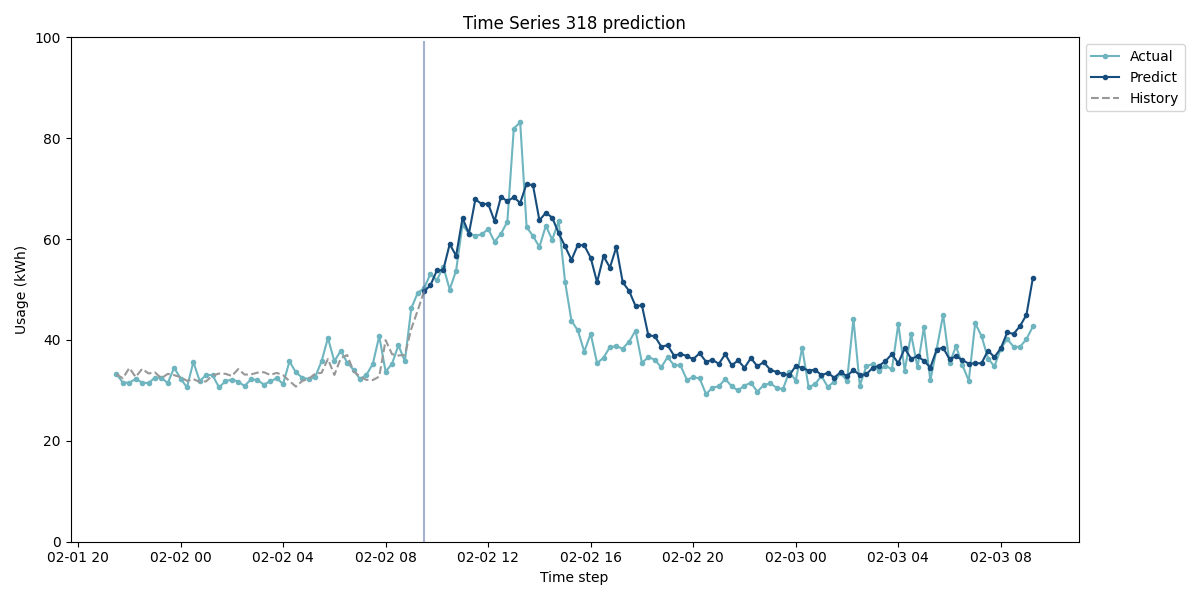 Time Series 318 prediction
Usage (kWh)
100
80
60
40
20
0
02-01 20
02-02 00
02-02 04
02-02 08
02-02 12
02-02 16
02-02 20
02-03 00
02-03 04
02-03 08
Time step
Actual
Predict
History